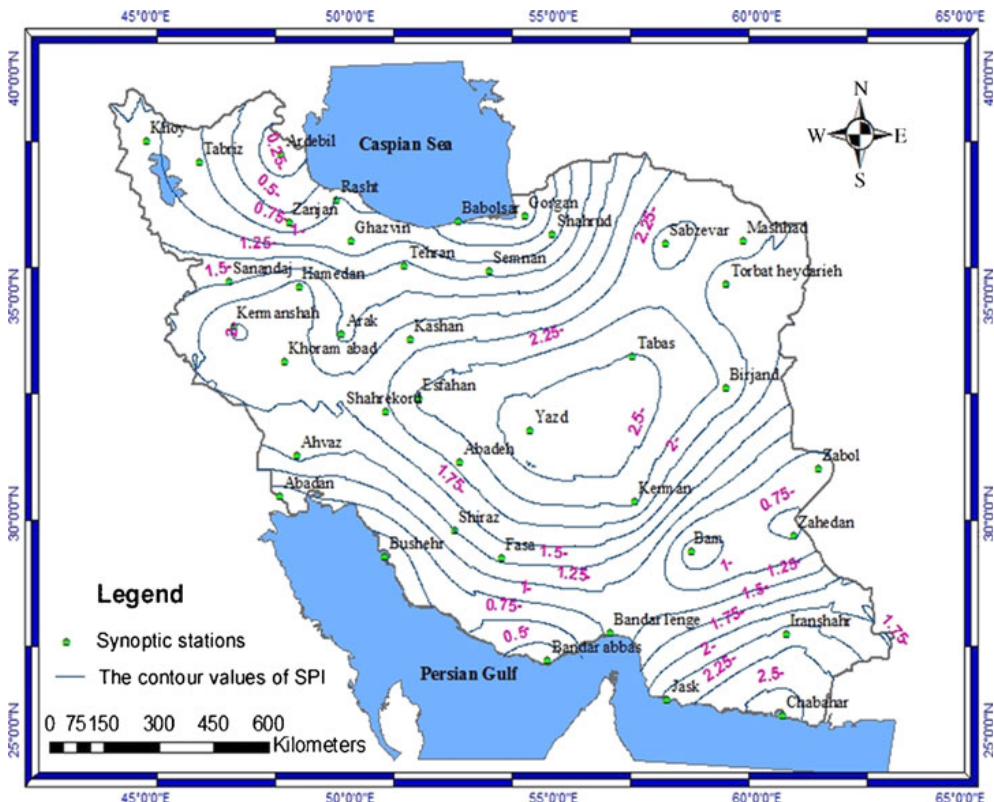 45°0'0"E 50°0'0"E 55°0'0"E 60°0'0"E 65°0'0"E
40°0'0"N 40°0'0"N
35°0'0"N 35°0'0"N
30°0'0"N 30°0'0"N
25°0'0"N 25°0'0"N
N
W E
S
Caspian Sea
Khoy
Tabriz
Ardebil
0.25-
0.5-
Rasht
0.75-
Zanjan
1-
Ghazvin
1.25-
Babolsar
Gorgan
Shahrud
2.25-
Sabzevar
Mashhad
Tehran
Semnan
Torbat heydarieh
1.5-
Sanandaj
Hamedan
Kermanshah
2-
Arak
Khoram abad
Kashan
2.25-
Tabas
Birjand
Shahrekord
Esfahan
Yazd
2.5-
2-
Ahvaz
Abadeh
1.75-
Zabol
Abadan
Kerman
0.75-
Shiraz
Zahedan
Bushehr
Fasa
1.5-
Bam
1-
1.25-
1.25-
1-
1.5-
0.75-
1.75-
Bandar lenge
Iranshahr
1.75-
0.5-
2-
Bandar abbas
2.25-
2.5-
Persian Gulf
Jask
Chabahar
Legend
Synoptic stations
The contour values of SPI
0 75 150 300 450 600
Kilometers
45°0'0"E 50°0'0"E 55°0'0"E 60°0'0"E 65°0'0"E